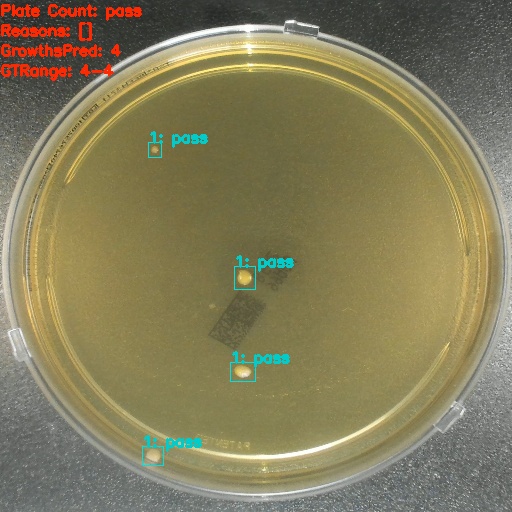 Plate Count: pass
Reasons: []
GrowthsPred: 4
GTRange: 4-4
1: pass
1: pass
1: pass
1: pass